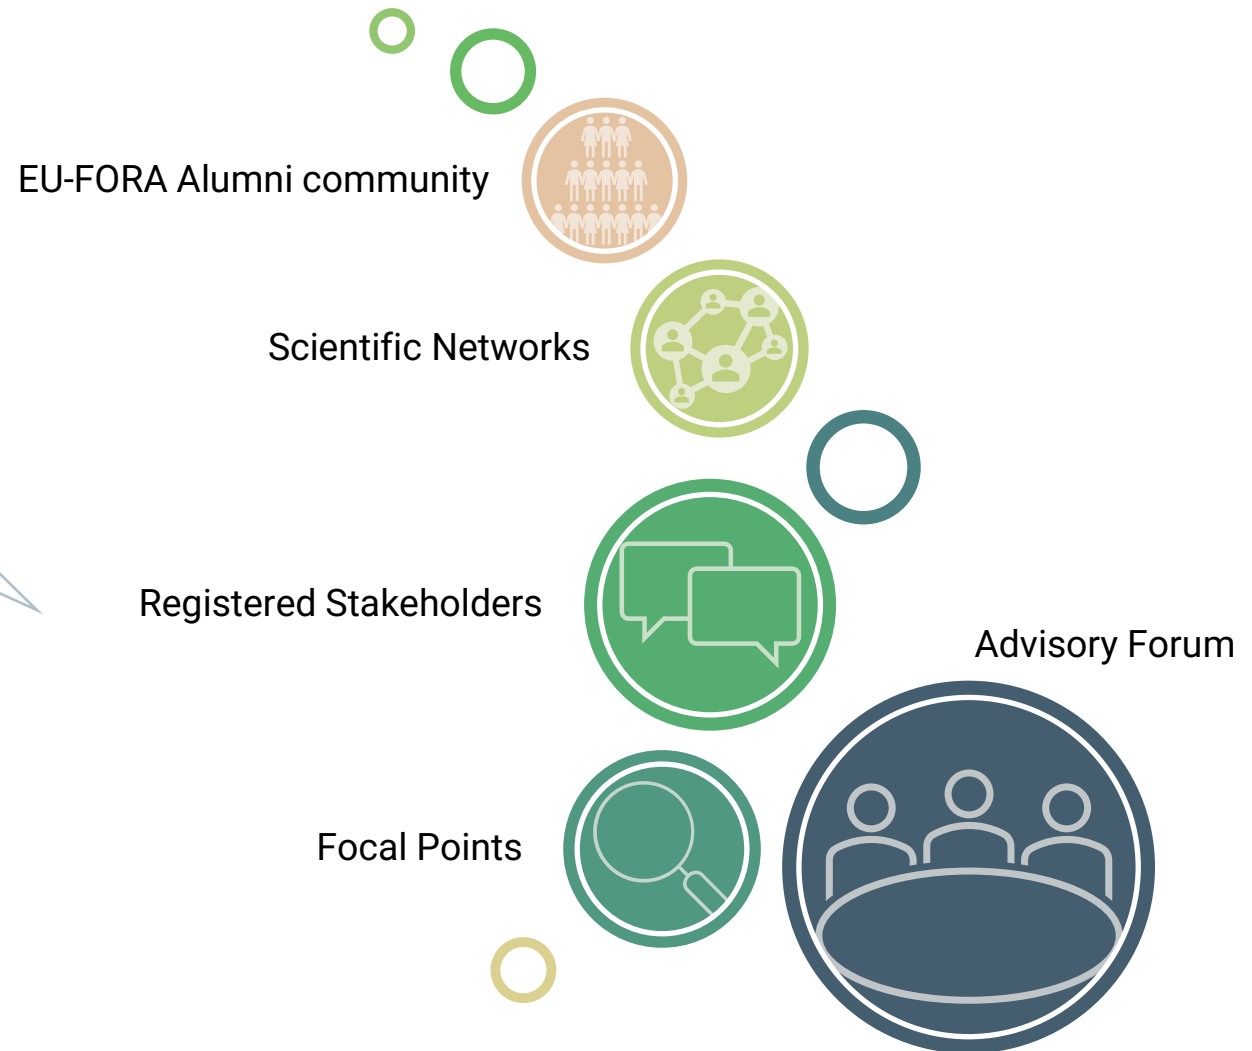 EU-FORA Alumni community
Scientific Networks
Registered Stakeholders
Advisory Forum
Focal Points